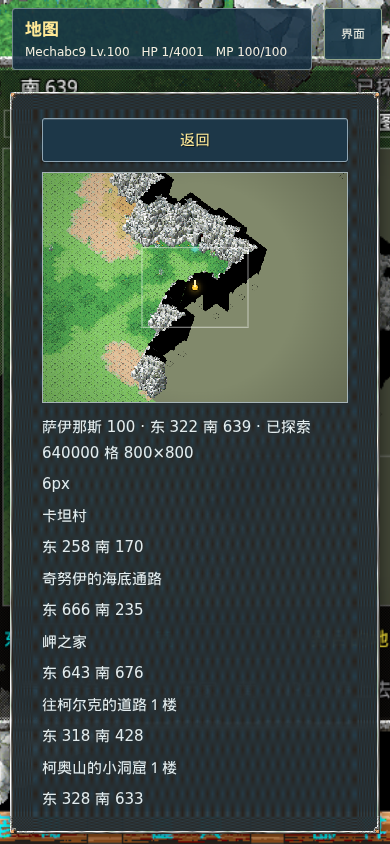 地图
Mechabc9 Lv.100 HP 1/4001 MP 100/100
界面
南 639
返回
萨伊那斯 100 · 东 322 南 639 · 已探索
640000 格 800×800
6px
卡坦村
东 258 南 170
奇努伊的海底通路
东 666 南 235
岬之家
东 643 南 676
往柯尔克的道路 1 楼
东 318 南 428
柯奥山的小洞窟 1 楼
东 328 南 633